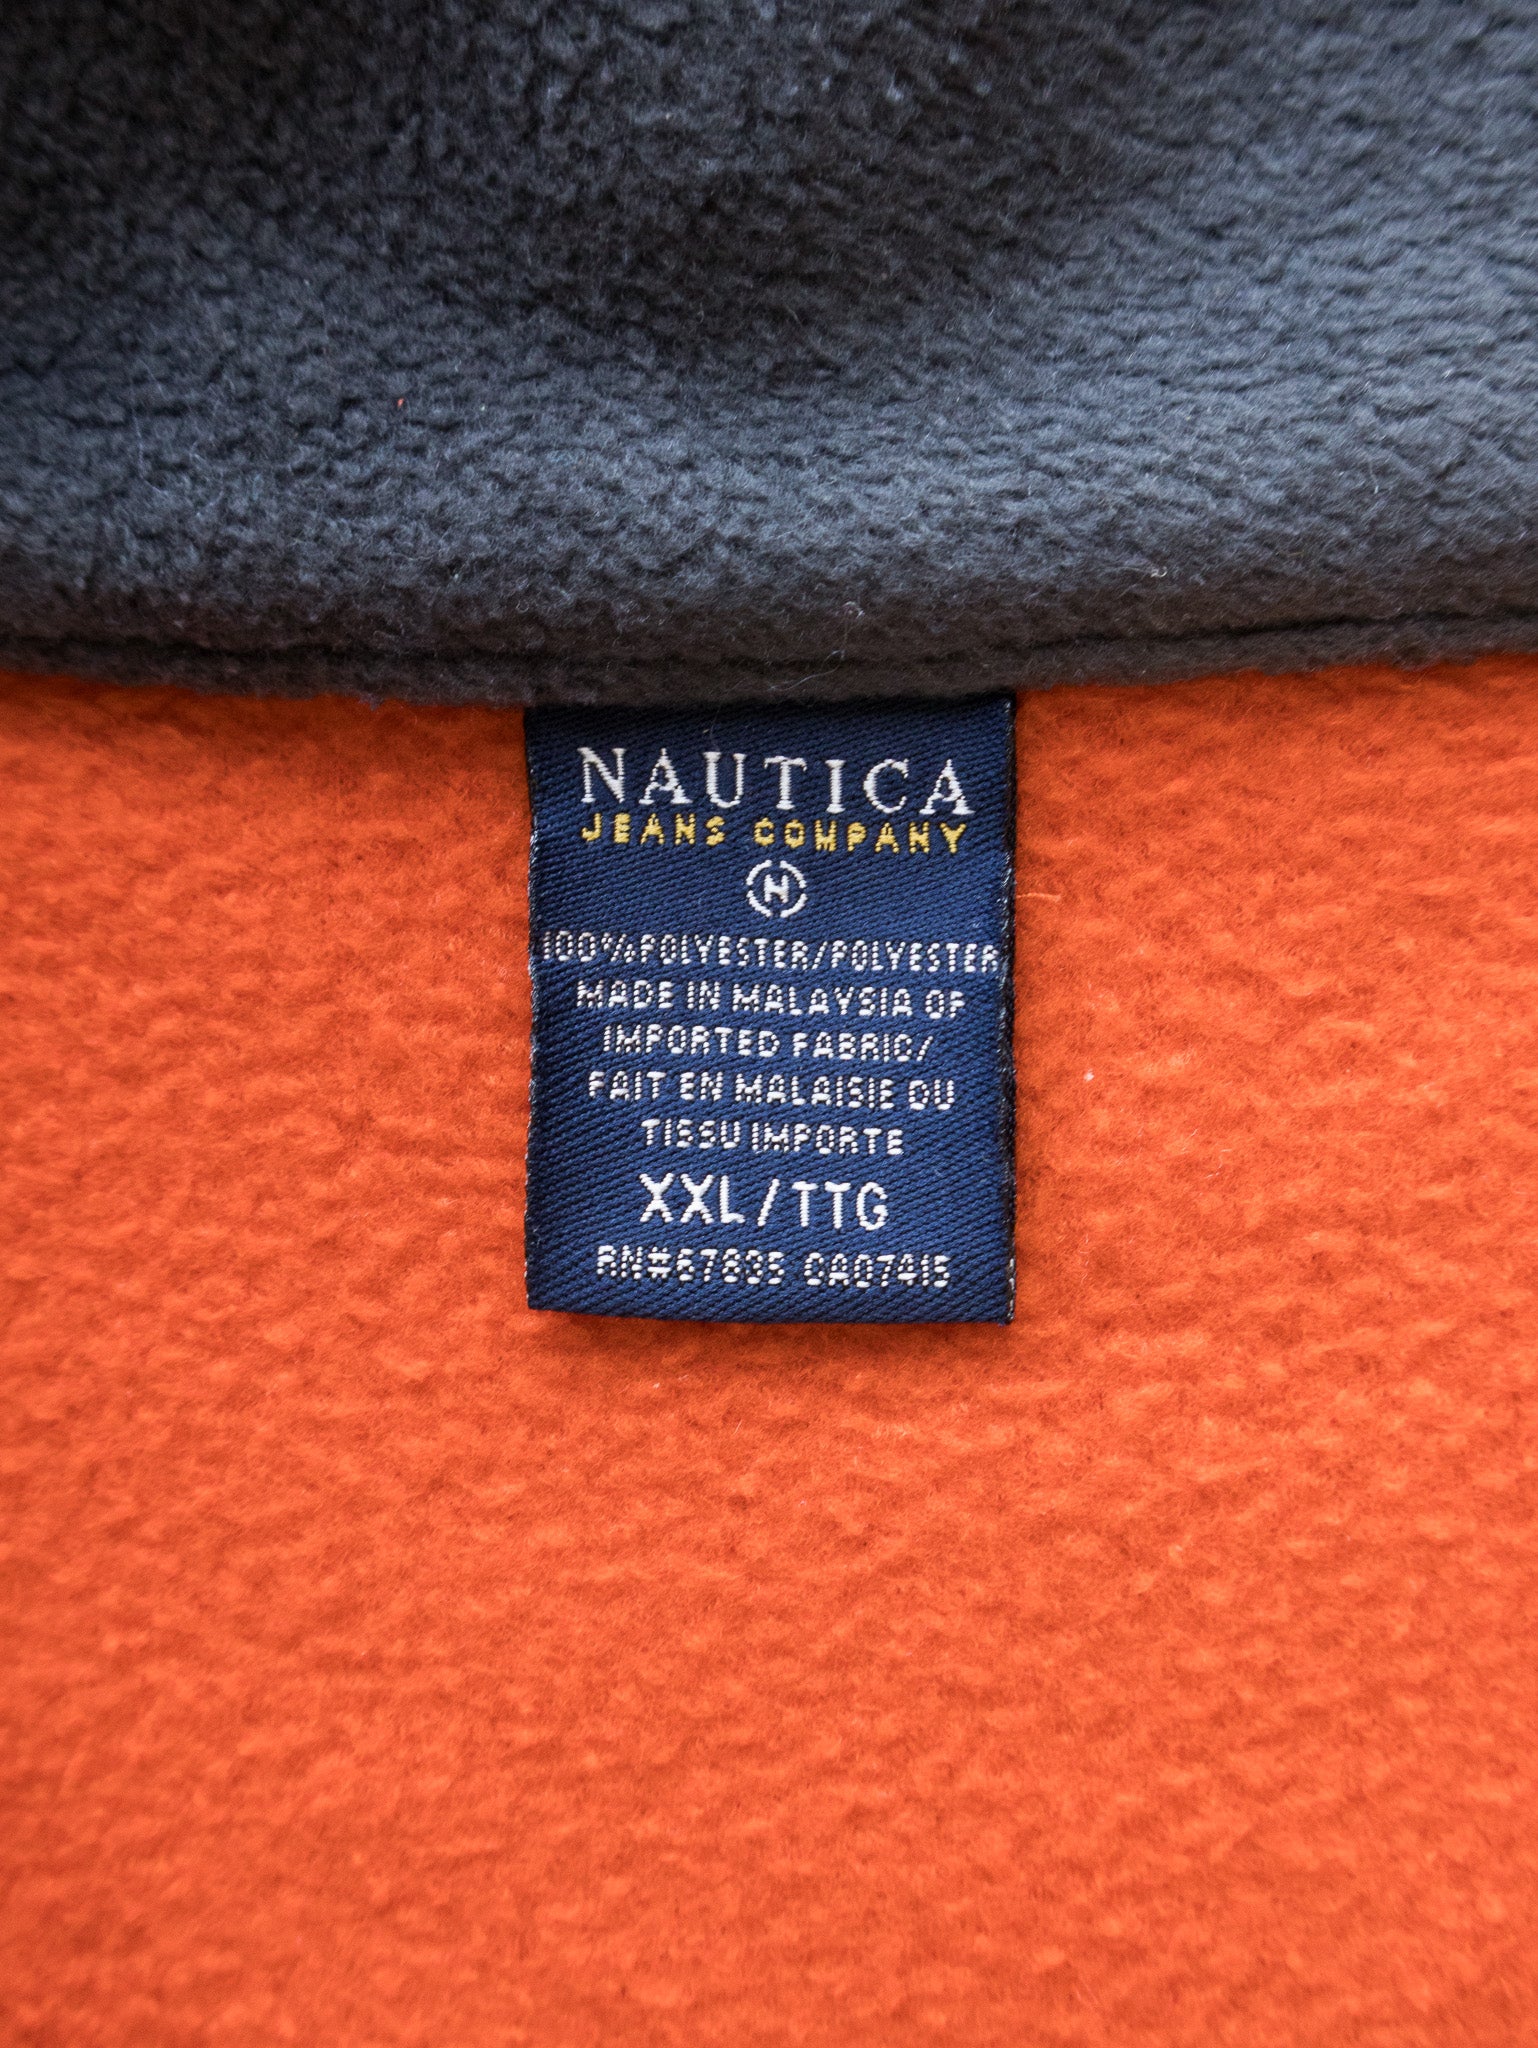 NAUTICA
JEANS COMPANY
N
100%POLYESTER/POLYESTER
MADE IN MALAYSIA OF
IMPORTED FABRIC/
FAIT EN MALAISIE DU
TISSU IMPORTE
XXL/TTG
RN#67835 CA07415